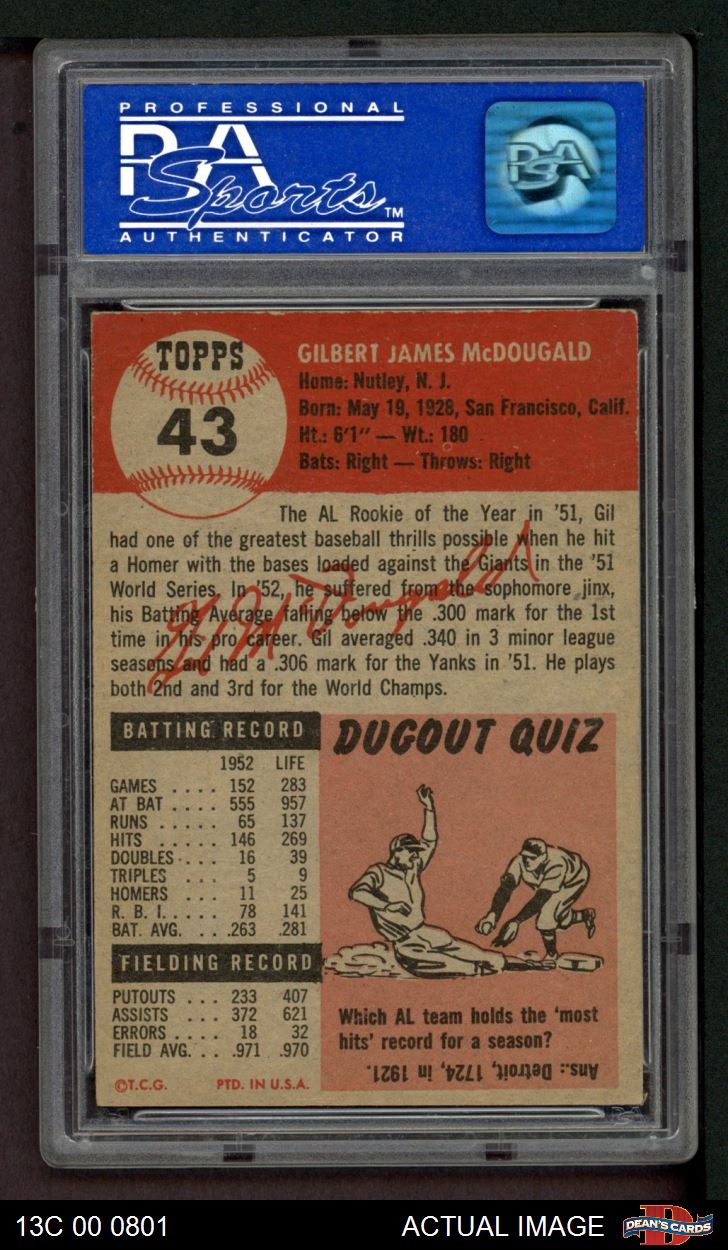 PROFESSIONAL
PSA
Sports™
AUTHENTICATOR
PSA
TOPPS
43
GILBERT JAMES McDOUGALD
Home: Nutley, N. J.
Born: May 19, 1928, San Francisco, Calif.
Ht.: 6'1" — Wt.: 180
Bats: Right — Throws: Right
The AL Rookie of the Year in '51, Gil
had one of the greatest baseball thrills possible when he hit
a Homer with the bases loaded against the Giants in the '51
World Series. In '52, he suffered from the sophomore jinx,
his Batting Average falling below the .300 mark for the 1st
time in his pro career. Gil averaged .340 in 3 minor league
seasons and had a .306 mark for the Yanks in '51. He plays
both 2nd and 3rd for the World Champs.
Gil McDougald
BATTING RECORD
1952 LIFE
GAMES .... 152 283
AT BAT .... 555 957
RUNS ..... 65 137
HITS ..... 146 269
DOUBLES.... 16 39
TRIPLES .... 5 9
HOMERS .... 11 25
R. B. I. ..... 78 141
BAT. AVG. ... .263 .281
FIELDING RECORD
PUTOUTS ... 233 407
ASSISTS .... 372 621
ERRORS .... 18 32
FIELD AVG. .. .971 .970
©T.C.G. PTD. IN U.S.A.
DUGOUT QUIZ
Which AL team holds the 'most
hits' record for a season?
Ans.: Detroit, 1724, in 1921.
13C 00 0801
ACTUAL IMAGE
DEAN'S CARDS